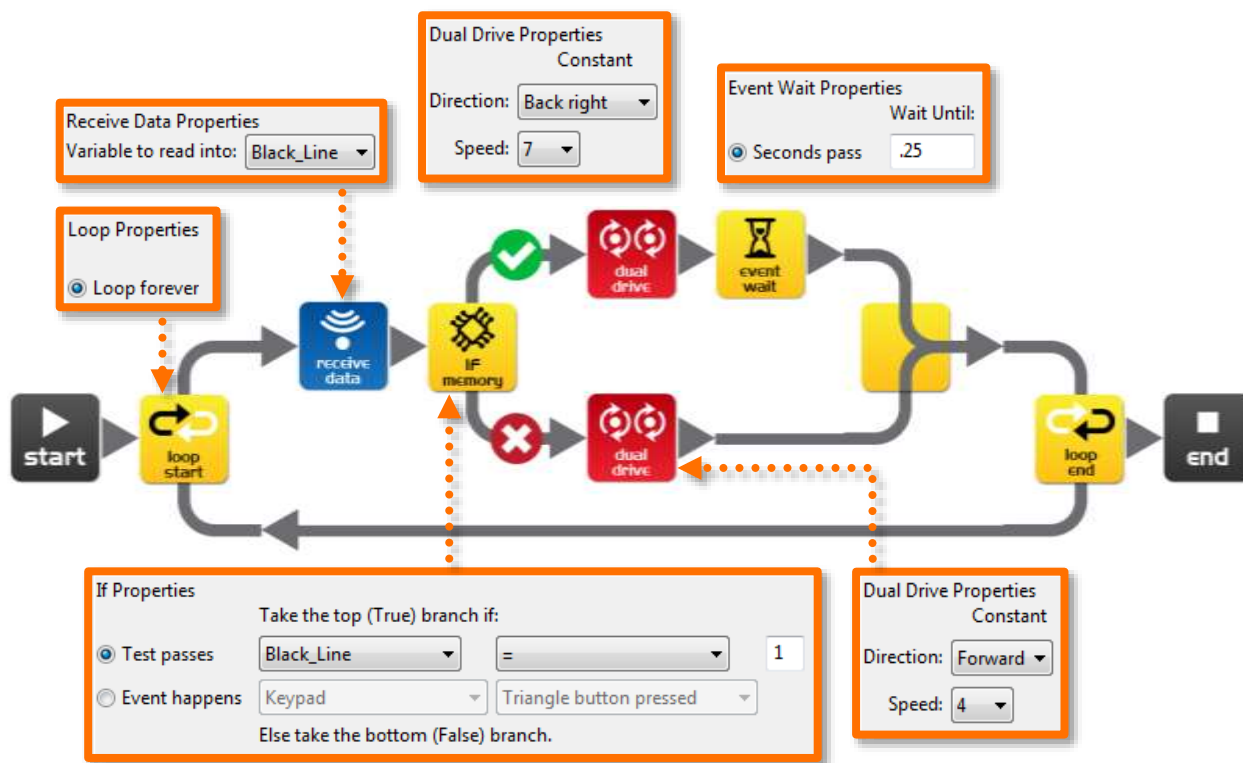 Dual Drive Properties
Constant
Direction: Back right
Speed: 7
Event Wait Properties
Wait Until:
Seconds pass .25
Receive Data Properties
Variable to read into: Black_Line
Loop Properties
Loop forever
dual
drive
event
wait
receive
data
IF
memory
start
loop
start
dual
drive
loop
end
end
If Properties
Take the top (True) branch if:
Test passes Black_Line = 1
Event happens Keypad Triangle button pressed
Else take the bottom (False) branch.
Dual Drive Properties
Constant
Direction: Forward
Speed: 4